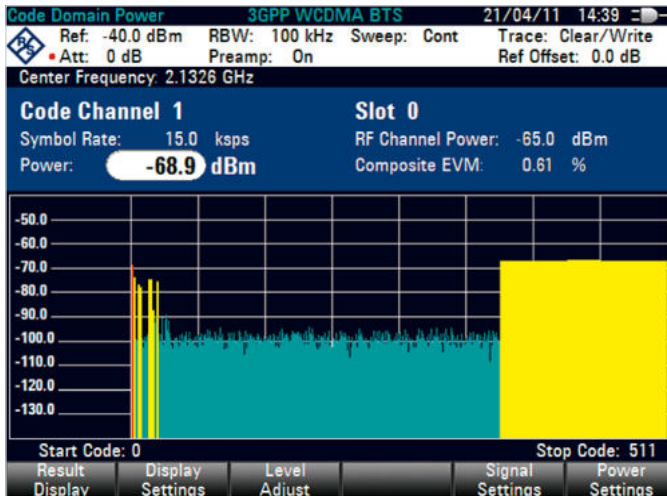 Code Domain Power 3GPP WCDMA BTS 21/04/11 14:39
Ref: -40.0 dBm RBW: 100 kHz Sweep: Cont Trace: Clear/Write
Att: 0 dB Preamp: On Ref Offset: 0.0 dB
Center Frequency: 2.1326 GHz
Code Channel 1 Slot 0
Symbol Rate: 15.0 ksps RF Channel Power: -65.0 dBm
Power: -68.9 dBm Composite EVM: 0.61 %
-50.0
-60.0
-70.0
-80.0
-90.0
-100.0
-110.0
-120.0
-130.0
Start Code: 0 Stop Code: 511
Result Display Level Signal Power
Display Settings Adjust Settings Settings